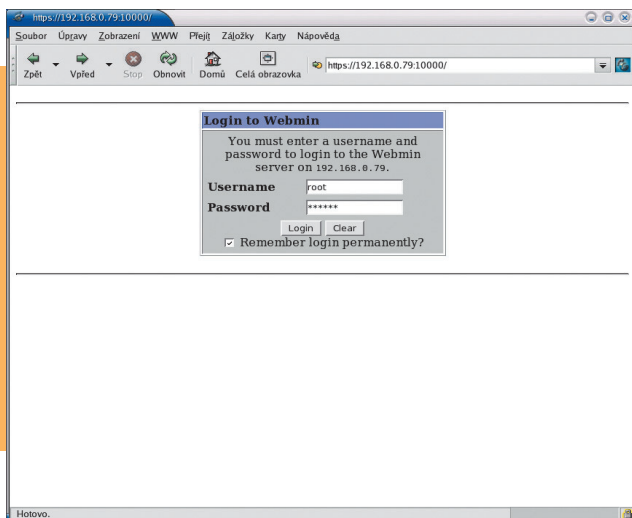 https://192.168.0.79:10000/
Soubor Úpravy Zobrazení WWW Přejít Záložky Karty Nápověda
Zpět Vpřed Stop Obnovit Domů Celá obrazovka https://192.168.0.79:10000/
Login to Webmin
You must enter a username and
password to login to the Webmin
server on 192.168.0.79.
Username root
Password ******
Login Clear
Remember login permanently?
Hotovo.